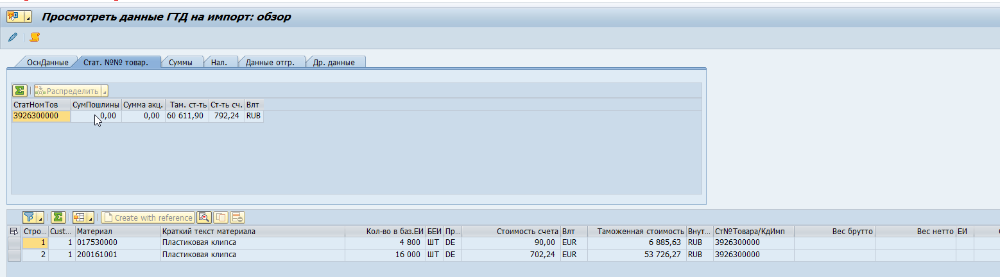 Просмотреть данные ГТД на импорт: обзор
ОснДанные Стат. №№ товар. Суммы Нал. Данные отгр. Др. данные
Распределить
СтатНомТов СумПошлины Сумма акц. Там. ст-ть Ст-ть сч. Влт
3926300000 0,00 0,00 60 611,90 792,24 RUB
Create with reference
Стро... Cust... Материал Краткий текст материала Кол-во в баз.ЕИ БЕИ Пр... Стоимость счета Влт Таможенная стоимость Внут... Ст№Товара/КдИмп Вес брутто Вес нетто ЕИ
1 1 017530000 Пластиковая клипса 4 800 ШТ DE 90,00 EUR 6 885,63 RUB 3926300000
2 1 200161001 Пластиковая клипса 16 000 ШТ DE 702,24 EUR 53 726,27 RUB 3926300000